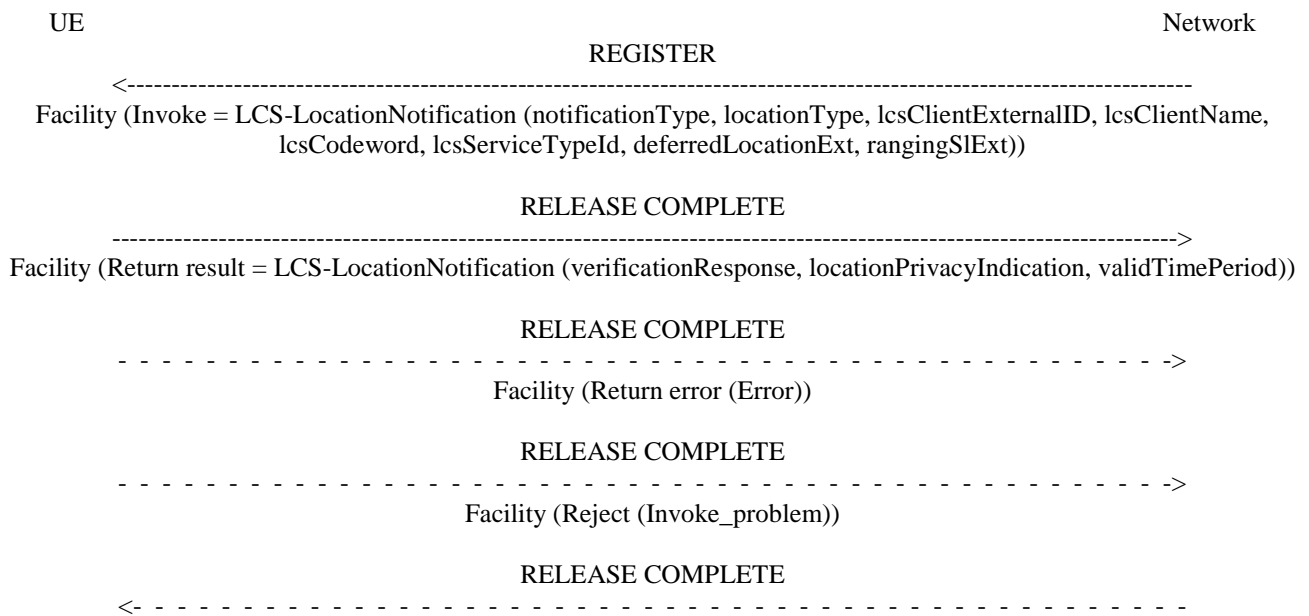 UE Network
REGISTER
<------------------------------------------------------------------------------------------------------------------------
Facility (Invoke = LCS-LocationNotification (notificationType, locationType, lcsClientExternalID, lcsClientName,
lcsCodeword, lcsServiceTypeId, deferredLocationExt, rangingSlExt))
RELEASE COMPLETE
------------------------------------------------------------------------------------------------------------------------>
Facility (Return result = LCS-LocationNotification (verificationResponse, locationPrivacyIndication, validTimePeriod))
RELEASE COMPLETE
- - - - - - - - - - - - - - - - - - - - - - - - - - - - - - - - - - - - - - - - - - - - - - - - - - - - - - - - - - ->
Facility (Return error (Error))
RELEASE COMPLETE
- - - - - - - - - - - - - - - - - - - - - - - - - - - - - - - - - - - - - - - - - - - - - - - - - - - - - - - - - - ->
Facility (Reject (Invoke_problem))
RELEASE COMPLETE
<- - - - - - - - - - - - - - - - - - - - - - - - - - - - - - - - - - - - - - - - - - - - - - - - - - - - - - - - - - -